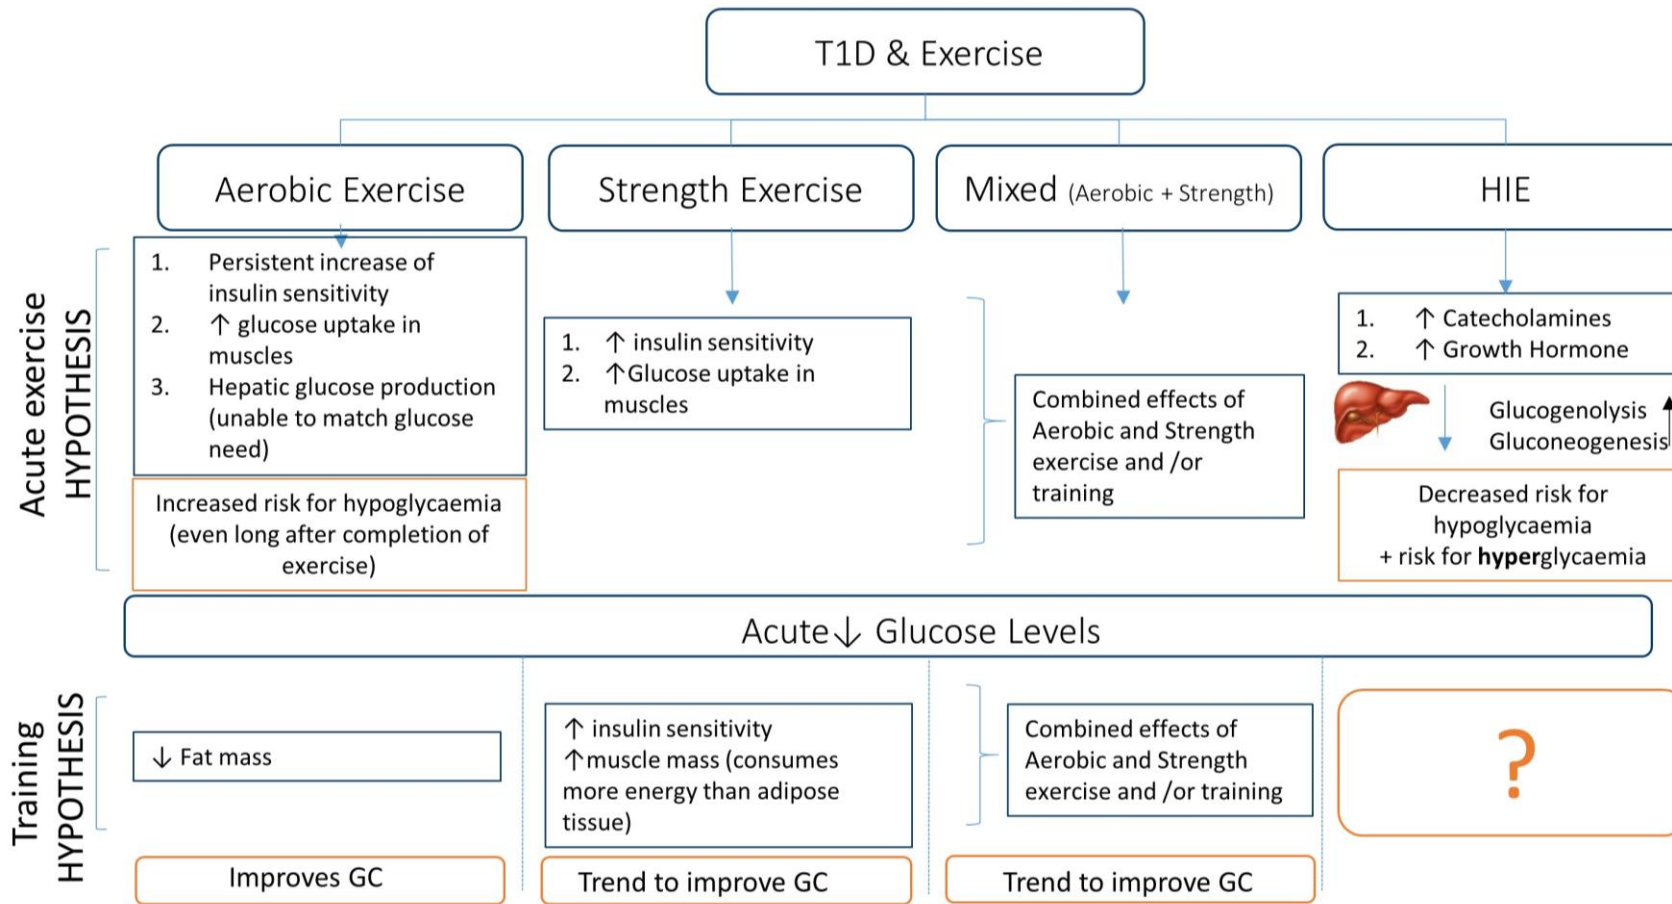 T1D & Exercise
Aerobic Exercise
Strength Exercise
Mixed (Aerobic + Strength)
HIE
Acute exercise
HYPOTHESIS
1. Persistent increase of
insulin sensitivity
2. ↑ glucose uptake in
muscles
3. Hepatic glucose production
(unable to match glucose
need)
Increased risk for hypoglycaemia
(even long after completion of
exercise)
1. ↑ insulin sensitivity
2. ↑Glucose uptake in
muscles
Combined effects of
Aerobic and Strength
exercise and /or
training
1. ↑ Catecholamines
2. ↑ Growth Hormone
Glucogenolysis
Gluconeogenesis
Decreased risk for
hypoglycaemia
+ risk for hyperglycaemia
Acute↓ Glucose Levels
Training
HYPOTHESIS
↓ Fat mass
↑ insulin sensitivity
↑muscle mass (consumes
more energy than adipose
tissue)
Combined effects of
Aerobic and Strength
exercise and /or training
?
Improves GC
Trend to improve GC
Trend to improve GC